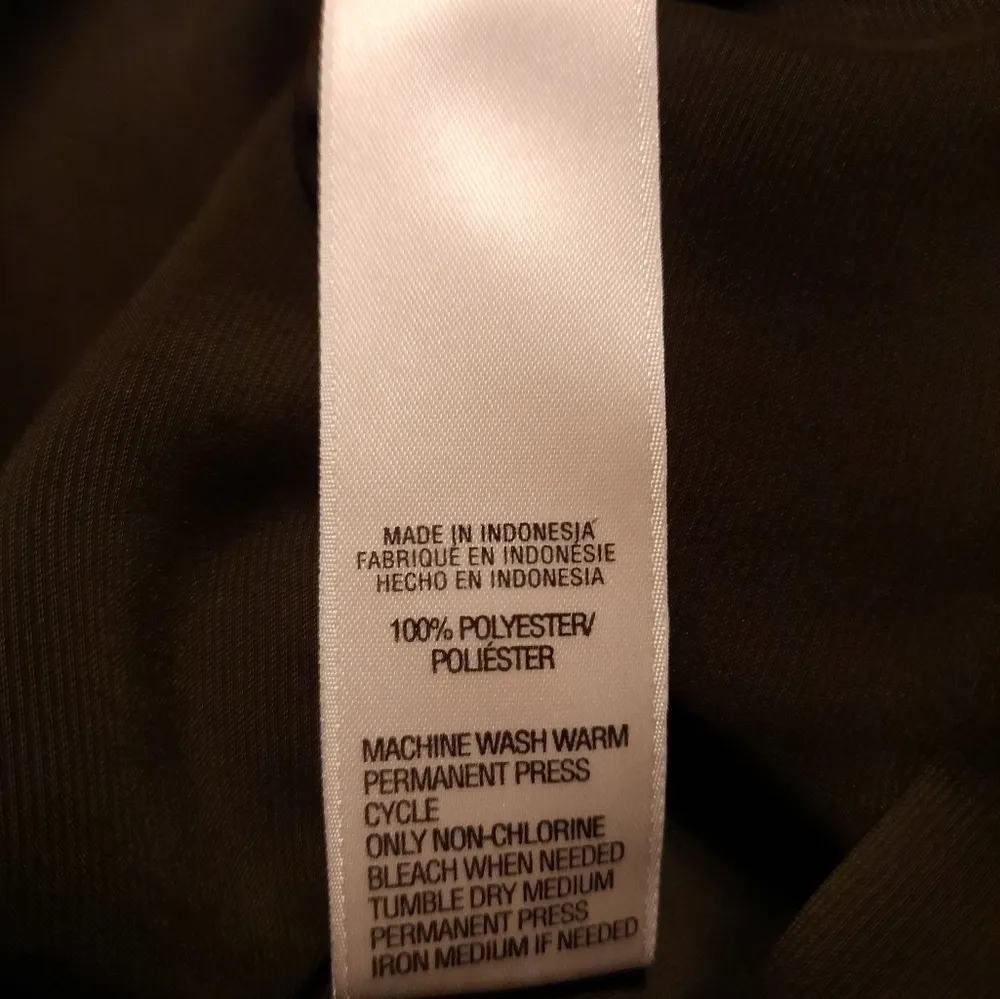 MADE IN INDONESIA
FABRIQUÉ EN INDONÉSIE
HECHO EN INDONESIA
100% POLYESTER/
POLIÉSTER
MACHINE WASH WARM
PERMANENT PRESS
CYCLE
ONLY NON-CHLORINE
BLEACH WHEN NEEDED
TUMBLE DRY MEDIUM
PERMANENT PRESS
IRON MEDIUM IF NEEDED